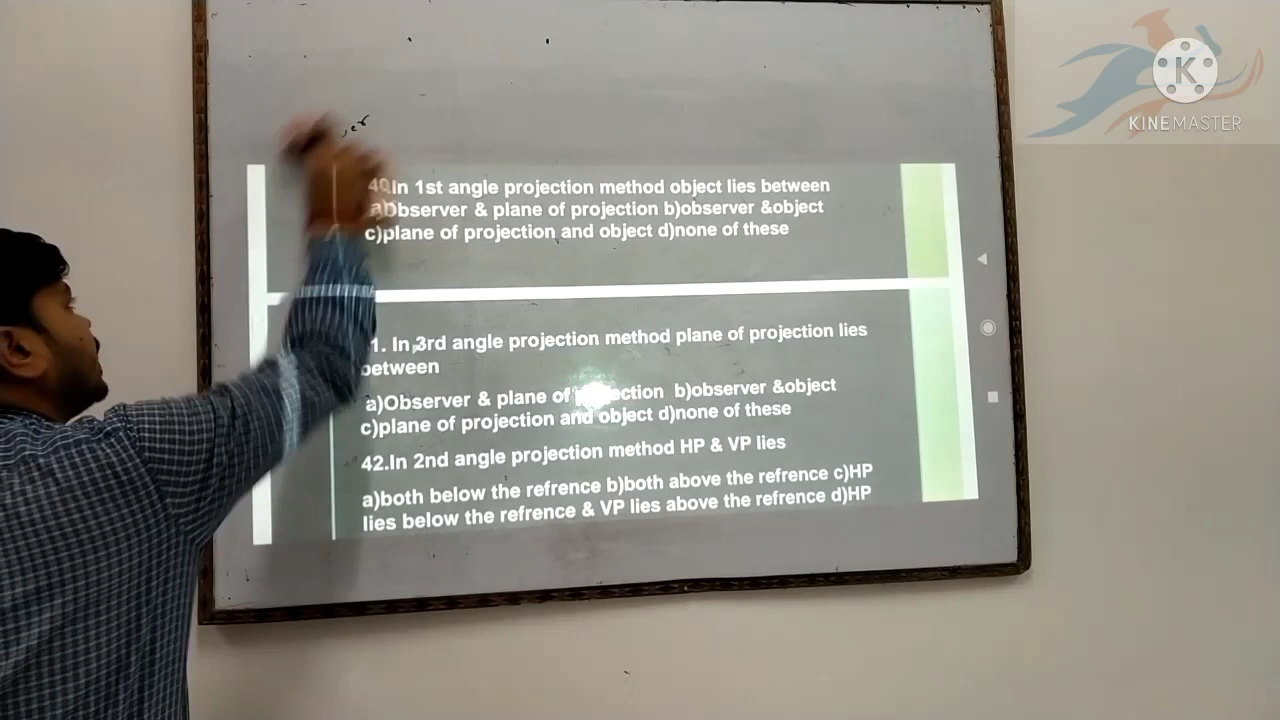 KINEMASTER
ver
40.In 1st angle projection method object lies between
a)Observer & plane of projection b)observer &object
c)plane of projection and object d)none of these
1. In 3rd angle projection method plane of projection lies
between
a)Observer & plane of projection b)observer &object
c)plane of projection and object d)none of these
42.In 2nd angle projection method HP & VP lies
a)both below the refrence b)both above the refrence c)HP
lies below the refrence & VP lies above the refrence d)HP